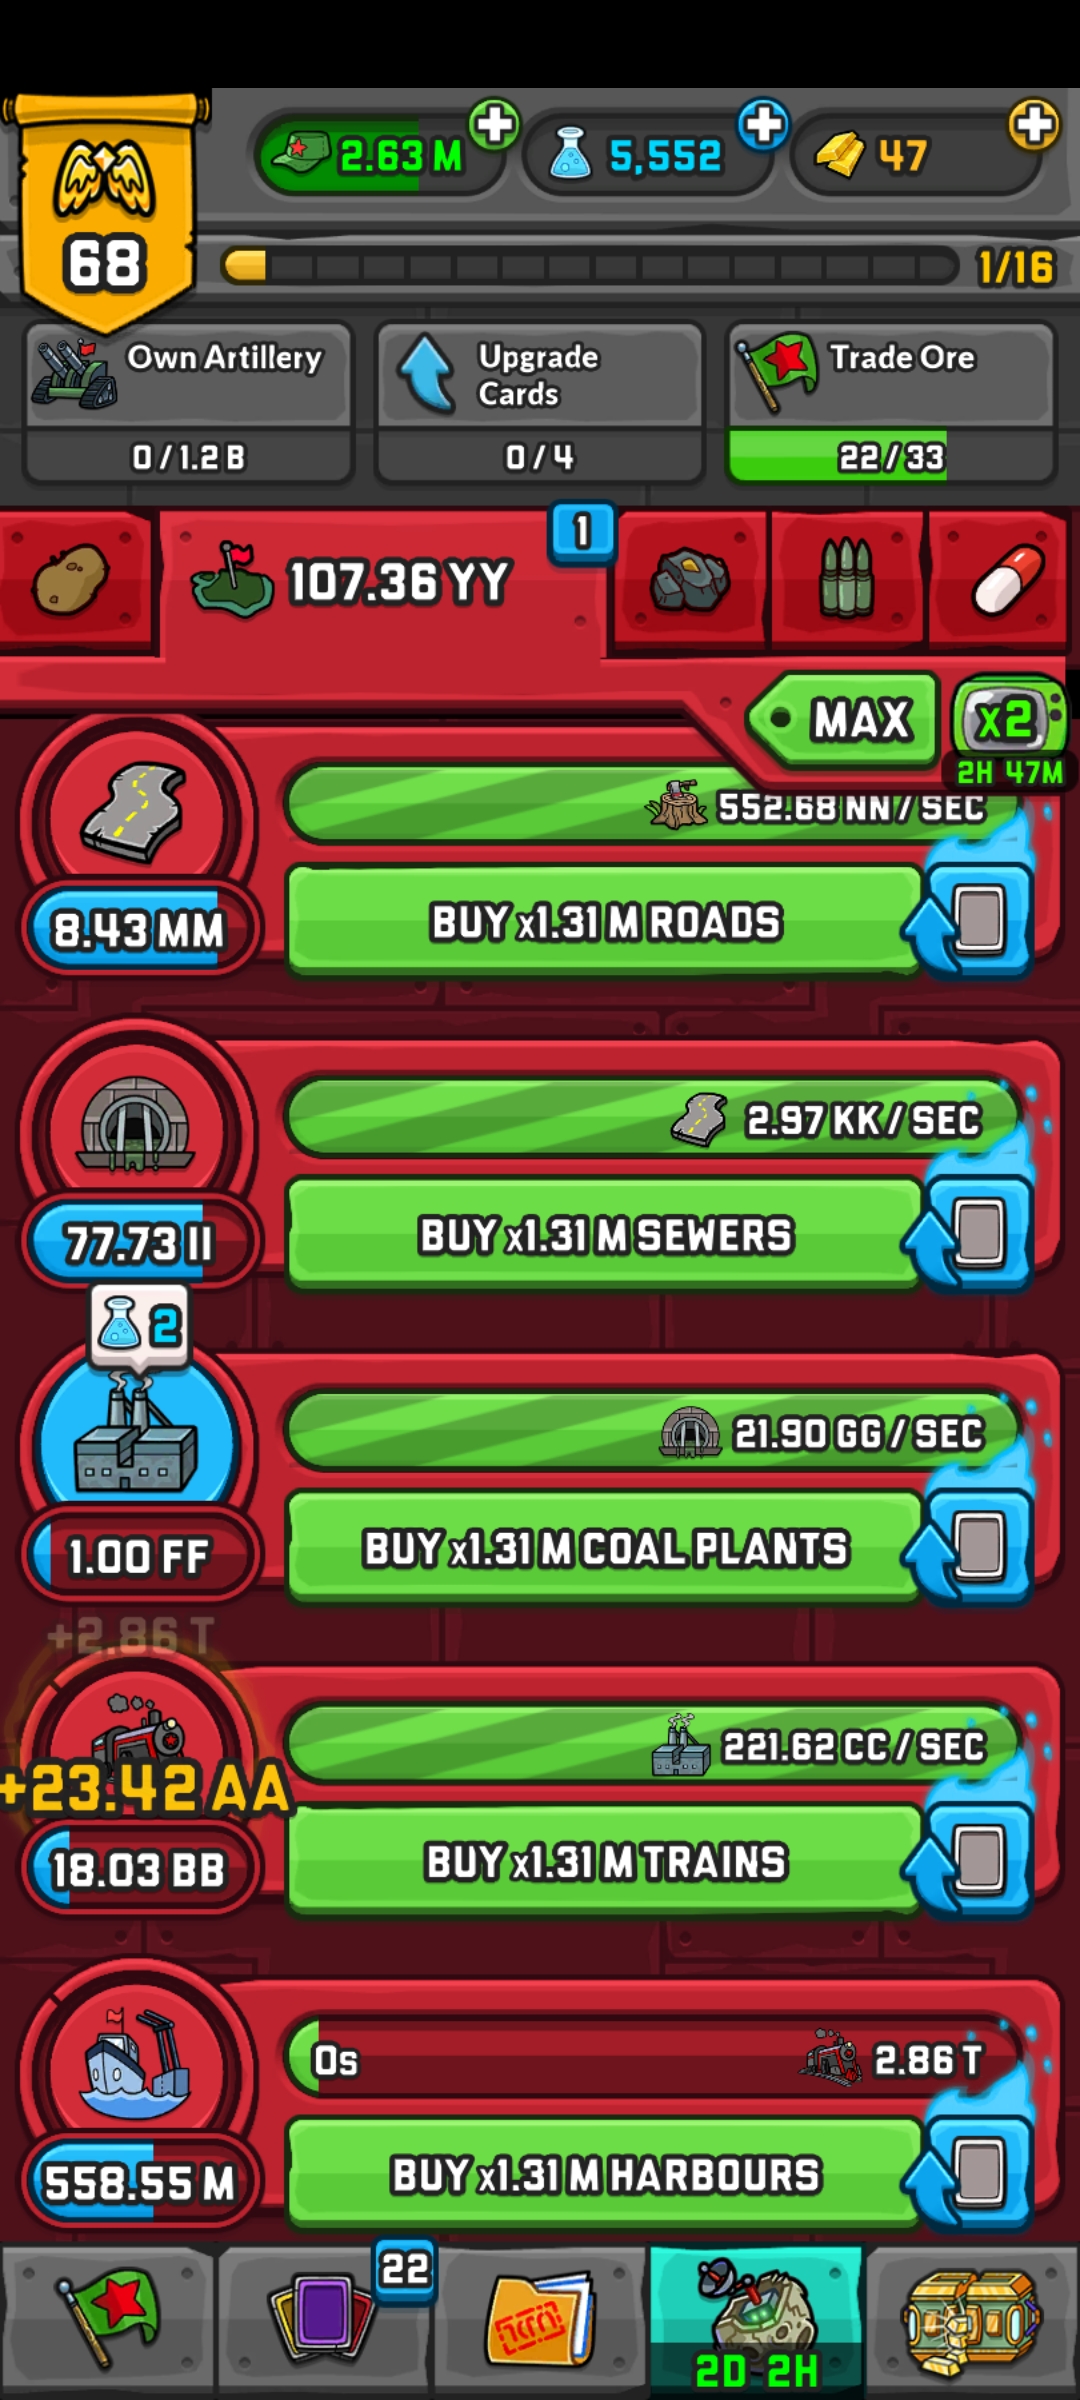 2.63 M
5,552
47
68
1/16
Own Artillery
0 / 1.2 B
Upgrade
Cards
0 / 4
Trade Ore
22 / 33
107.36 YY
1
MAX
x2
2H 47M
552.68 NN / SEC
8.43 MM
BUY x1.31 M ROADS
2.97 KK / SEC
77.73 II
BUY x1.31 M SEWERS
2
21.90 GG / SEC
1.00 FF
BUY x1.31 M COAL PLANTS
+2.86 T
221.62 CC / SEC
+23.42 AA
18.03 BB
BUY x1.31 M TRAINS
0s
2.86 T
558.55 M
BUY x1.31 M HARBOURS
22
2D 2H